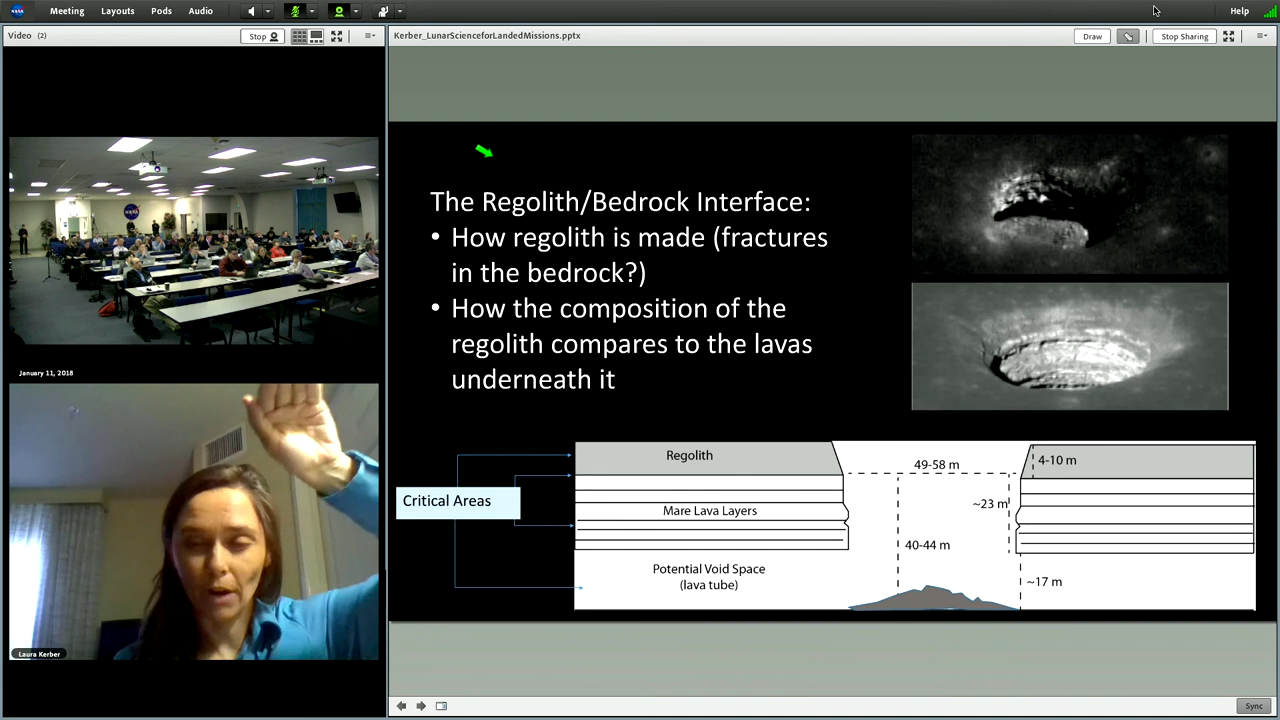 Meeting Layouts Pods Audio Help
Video (2) Stop
Kerber_LunarScienceforLandedMissions.pptx Draw Stop Sharing
NASA
January 11, 2018
Laura Kerber
The Regolith/Bedrock Interface:
• How regolith is made (fractures
in the bedrock?)
• How the composition of the
regolith compares to the lavas
underneath it
Critical Areas
Regolith
Mare Lava Layers
Potential Void Space
(lava tube)
49-58 m
4-10 m
~23 m
40-44 m
~17 m
Sync